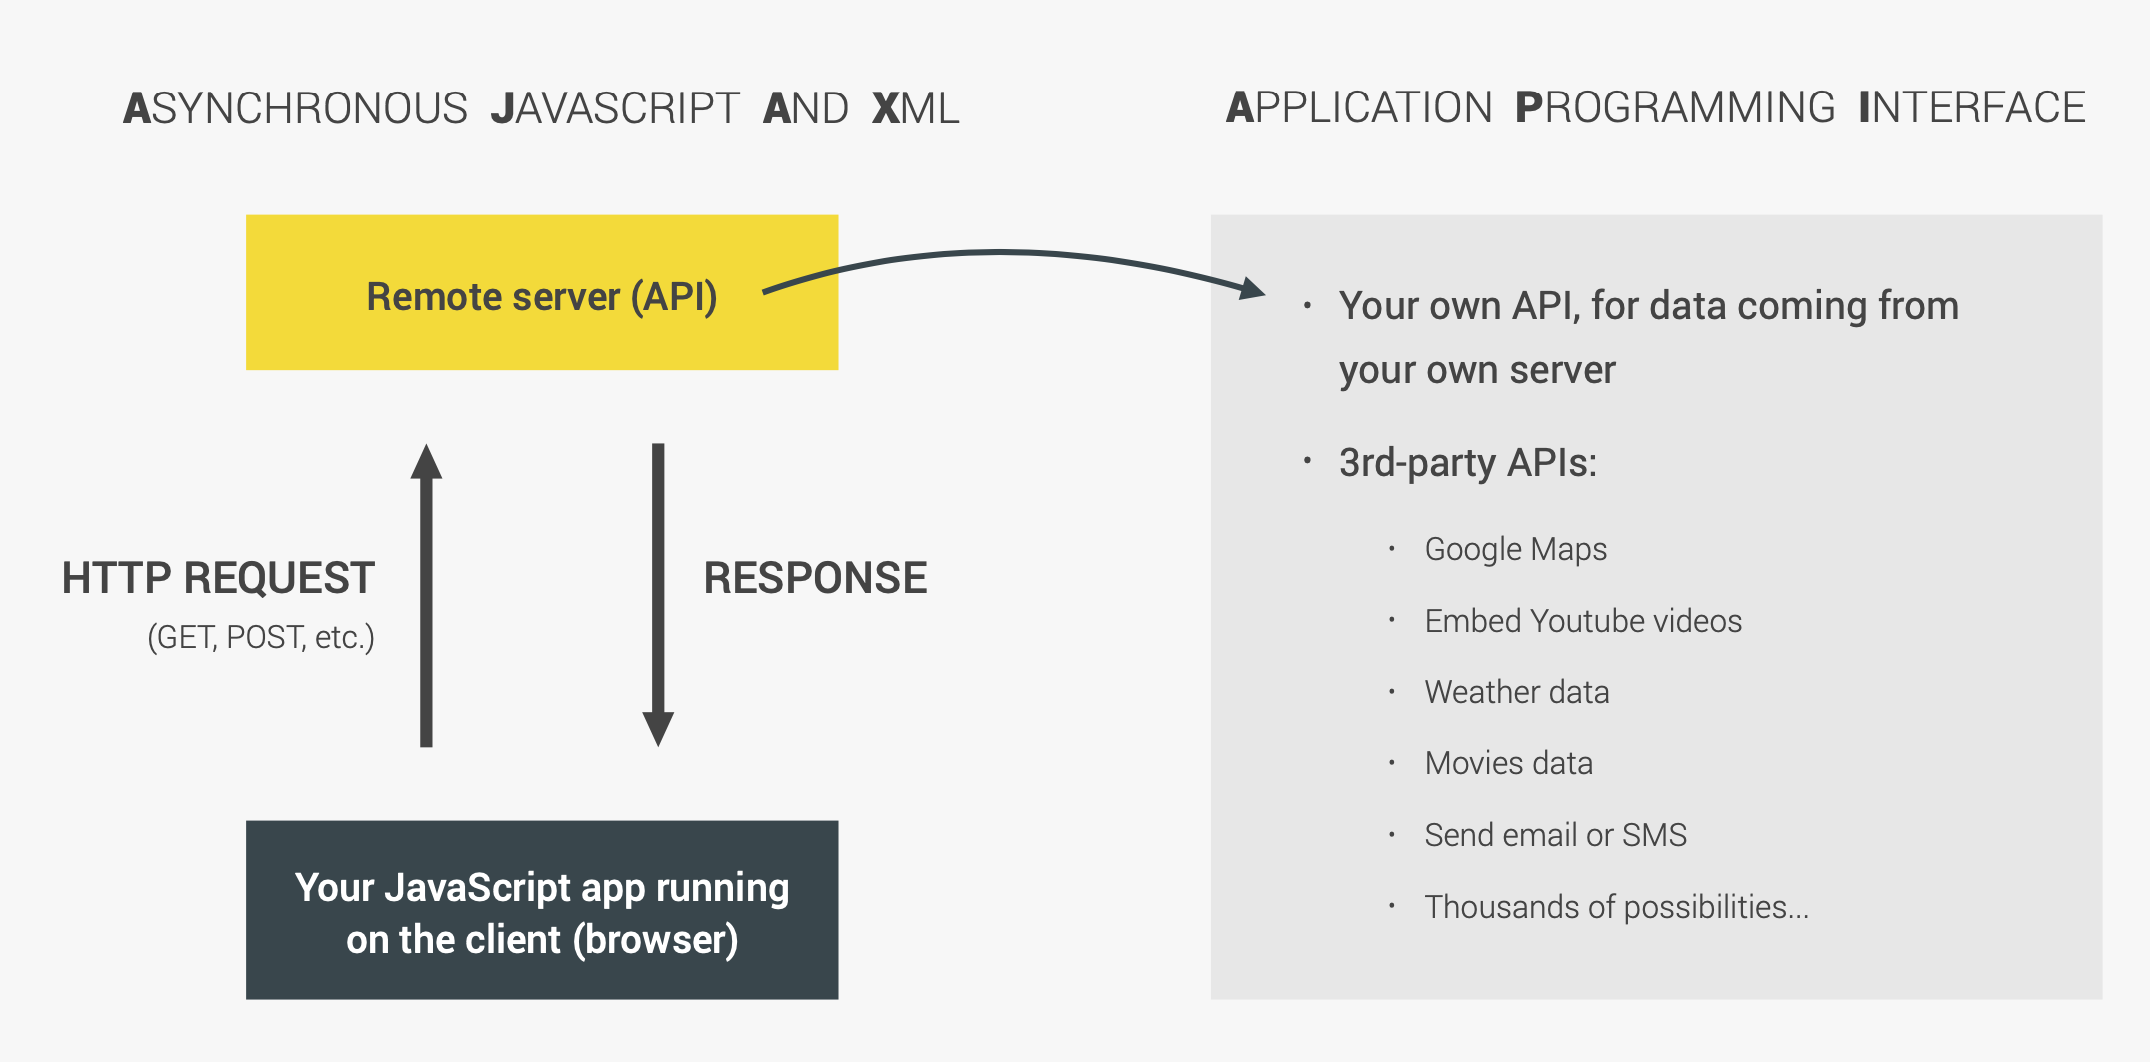 ASYNCHRONOUS JAVASCRIPT AND XML
Remote server (API)
HTTP REQUEST
(GET, POST, etc.)
RESPONSE
Your JavaScript app running
on the client (browser)
APPLICATION PROGRAMMING INTERFACE
• Your own API, for data coming from
your own server
• 3rd-party APIs:
• Google Maps
• Embed Youtube videos
• Weather data
• Movies data
• Send email or SMS
• Thousands of possibilities...